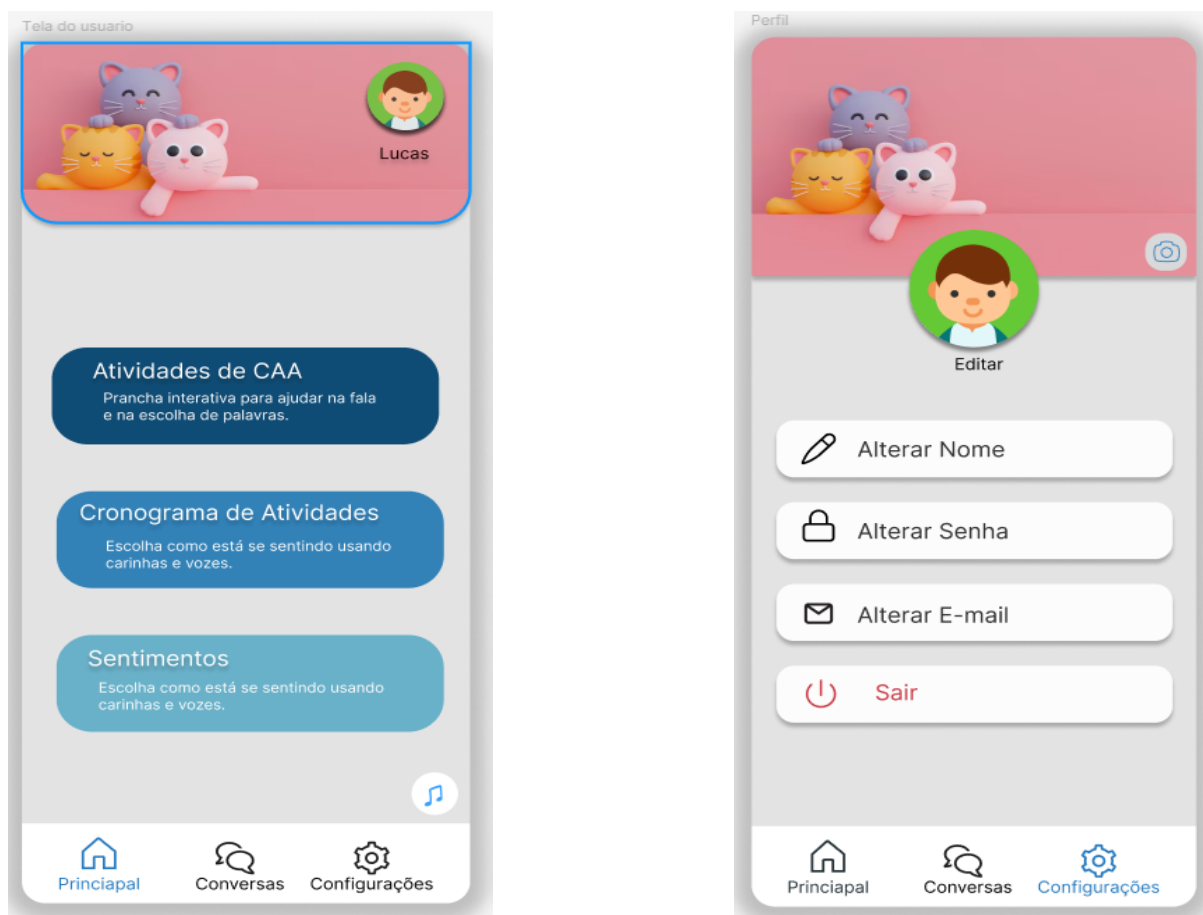 Tela do usuario
Lucas
Atividades de CAA
Prancha interativa para ajudar na fala
e na escolha de palavras.
Cronograma de Atividades
Escolha como está se sentindo usando
carinhas e vozes.
Sentimentos
Escolha como está se sentindo usando
carinhas e vozes.
Princiapal
Conversas
Configurações
Perfil
Editar
Alterar Nome
Alterar Senha
Alterar E-mail
Sair
Princiapal
Conversas
Configurações